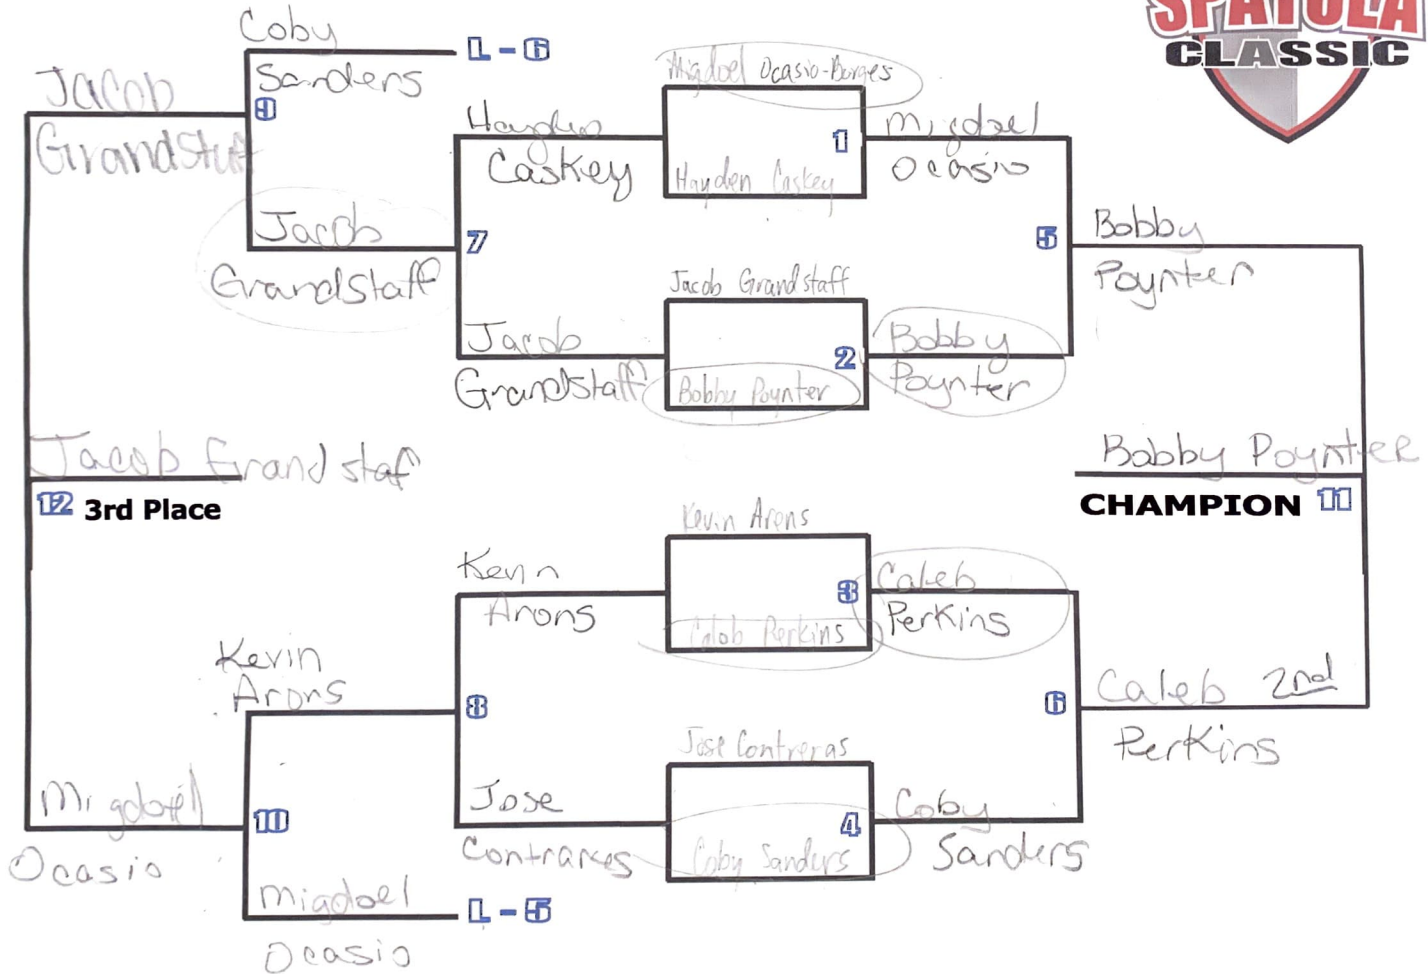 SPATULA
CLASSIC
Coby
Sanders
L - 6
9
Jacob
Grandstaff
Jacob
Grandstaff
Hayden
Caskey
7
Jacob
Grandstaff
Migdoel Ocasio-Borges
1
Hayden Caskey
Migdoel
Ocasio
Jacob Grandstaff
2
Bobby Poynter
Bobby
Poynter
5
Bobby
Poynter
Jacob Grandstaf
12 3rd Place
Bobby Poynter
CHAMPION 11
Kevin Arons
3
Calob Perkins
Caleb
Perkins
Kevin
Arons
8
Jose
Contrares
Jose Contreras
4
Coby Sanders
Coby
Sanders
6
Caleb 2nd
Perkins
Kevin
Arons
10
Migdoel
Ocasio
Migdoel
Ocasio
L - 5